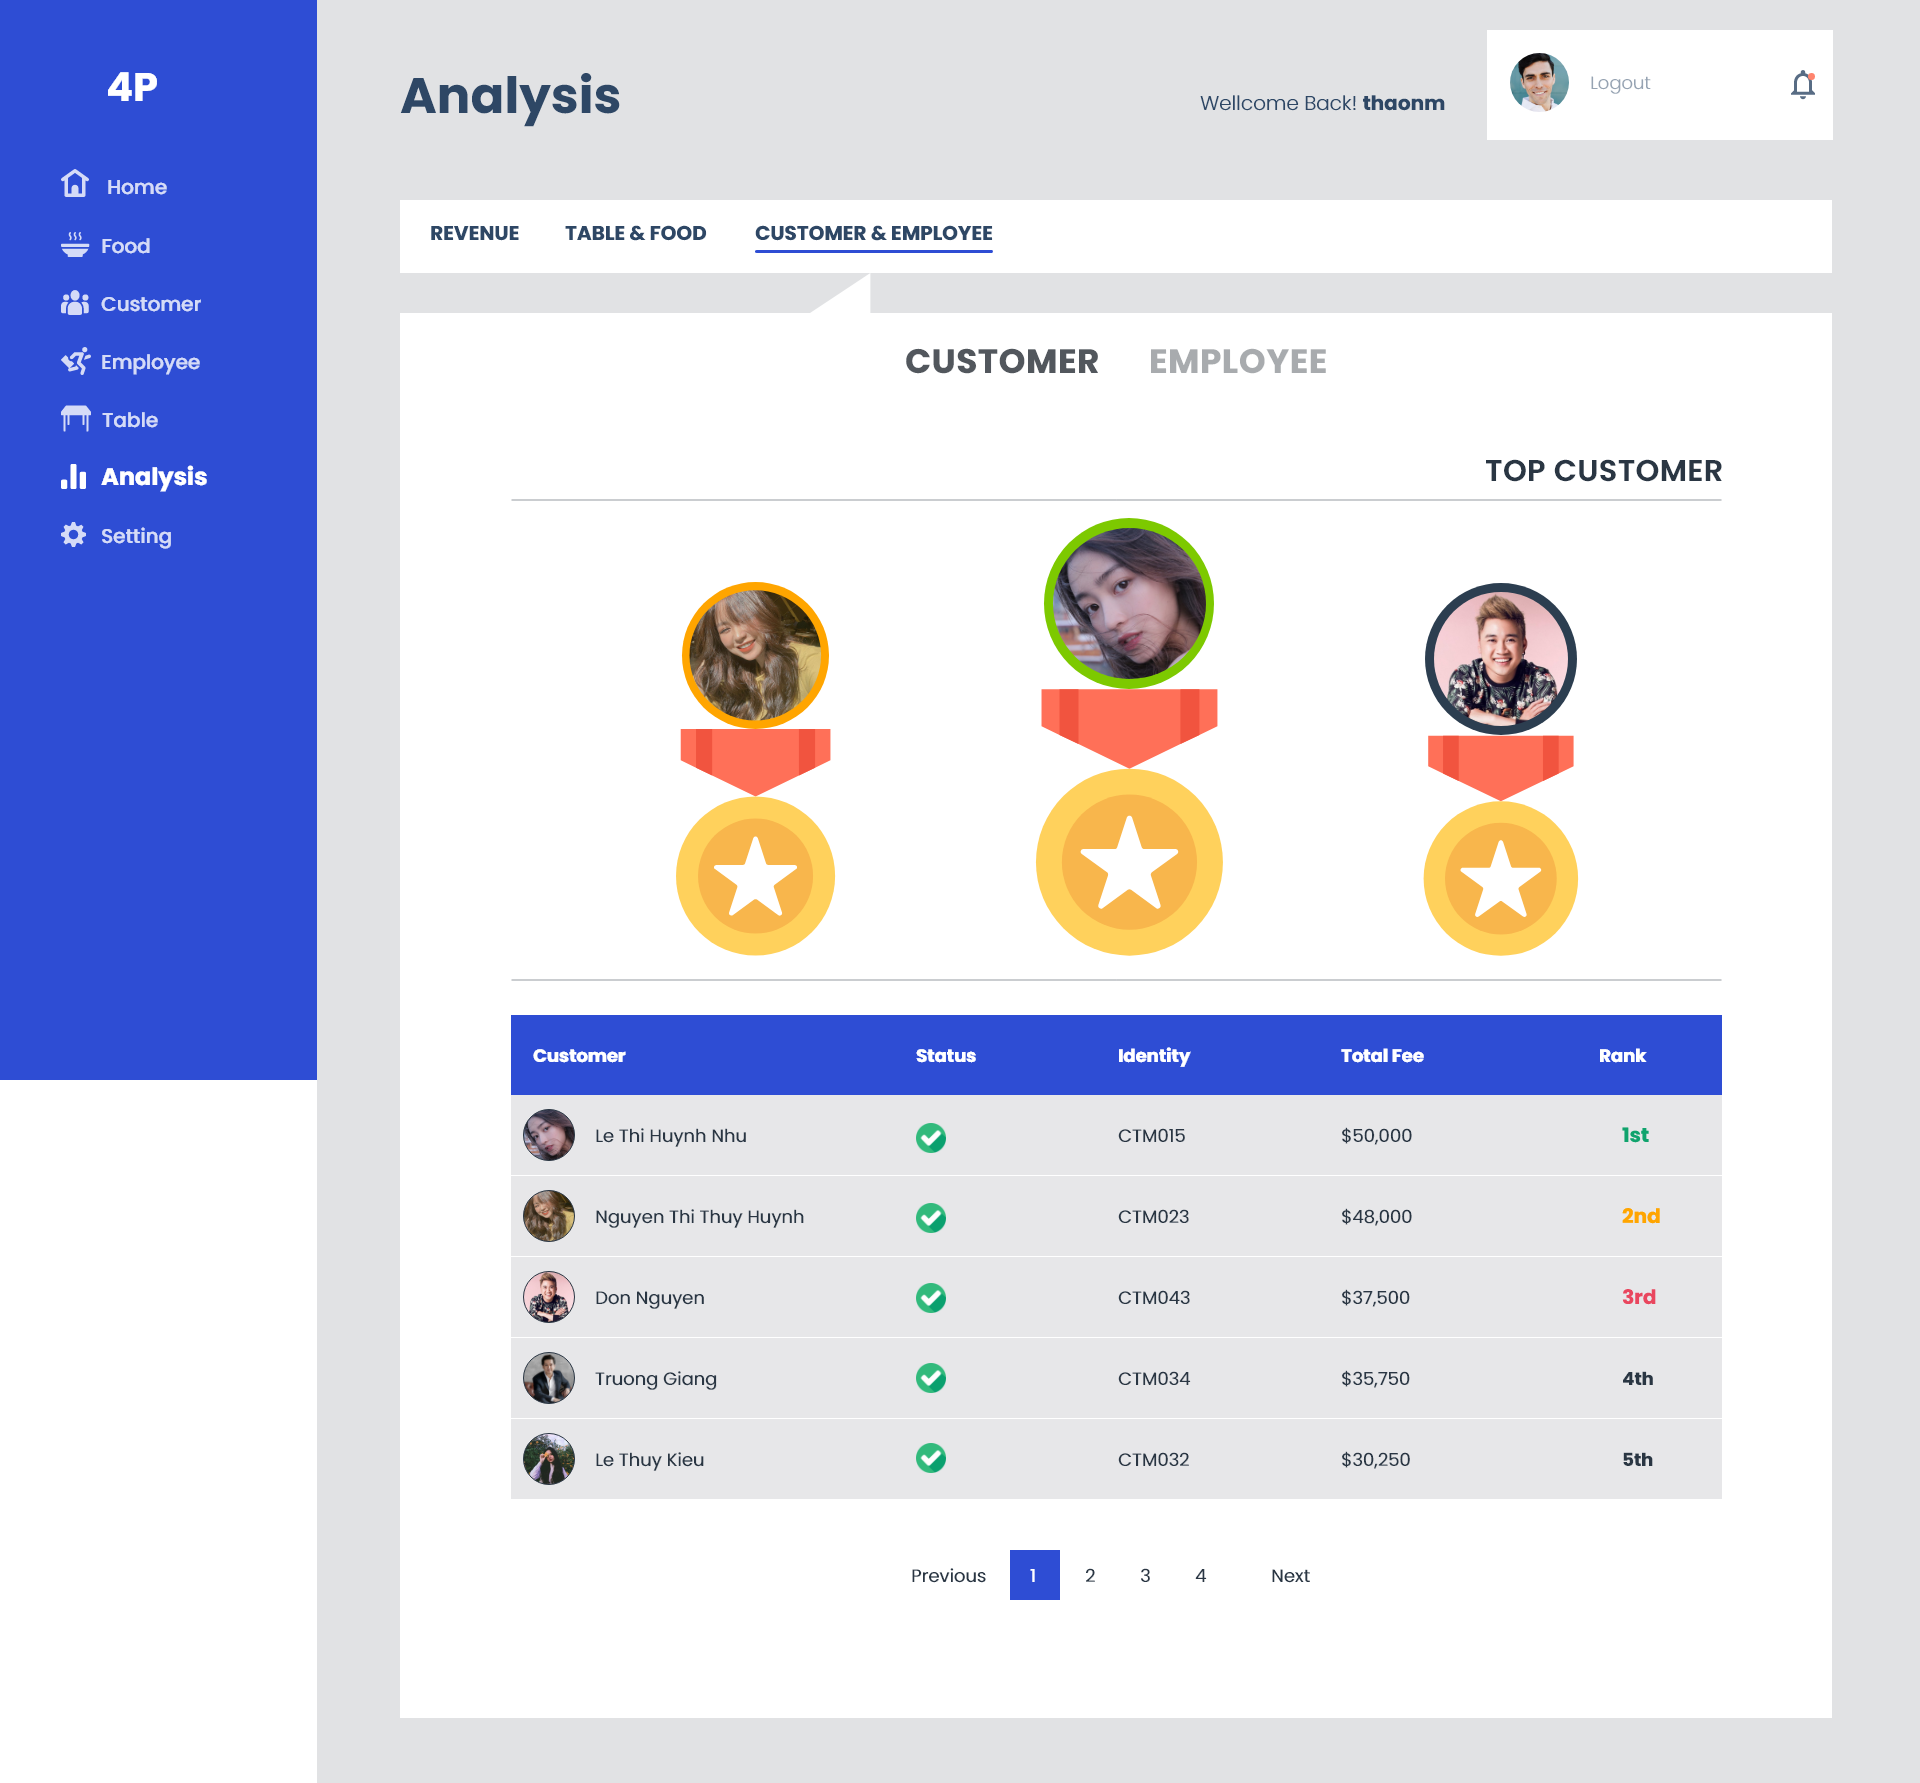 4P
Home
Food
Customer
Employee
Table
Analysis
Setting
Analysis
Wellcome Back! thaonm
Logout
REVENUE TABLE & FOOD CUSTOMER & EMPLOYEE
CUSTOMER EMPLOYEE
TOP CUSTOMER
Customer Status Identity Total Fee Rank
Le Thi Huynh Nhu CTM015 $50,000 1st
Nguyen Thi Thuy Huynh CTM023 $48,000 2nd
Don Nguyen CTM043 $37,500 3rd
Truong Giang CTM034 $35,750 4th
Le Thuy Kieu CTM032 $30,250 5th
Previous 1 2 3 4 Next